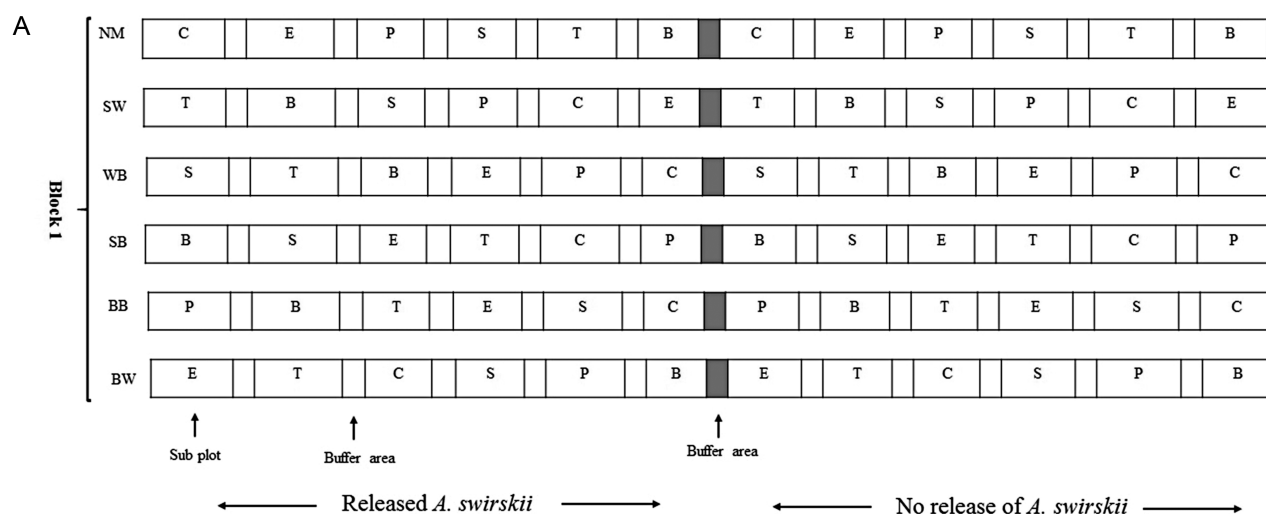 A
NM C E P S T B C E P S T B
SW T B S P C E T B S P C E
WB S T B E P C S T B E P C
Block 1
SB B S E T C P B S E T C P
BB P B T E S C P B T E S C
BW E T C S P B E T C S P B
Sub plot Buffer area Buffer area
Released A. swirskii No release of A. swirskii